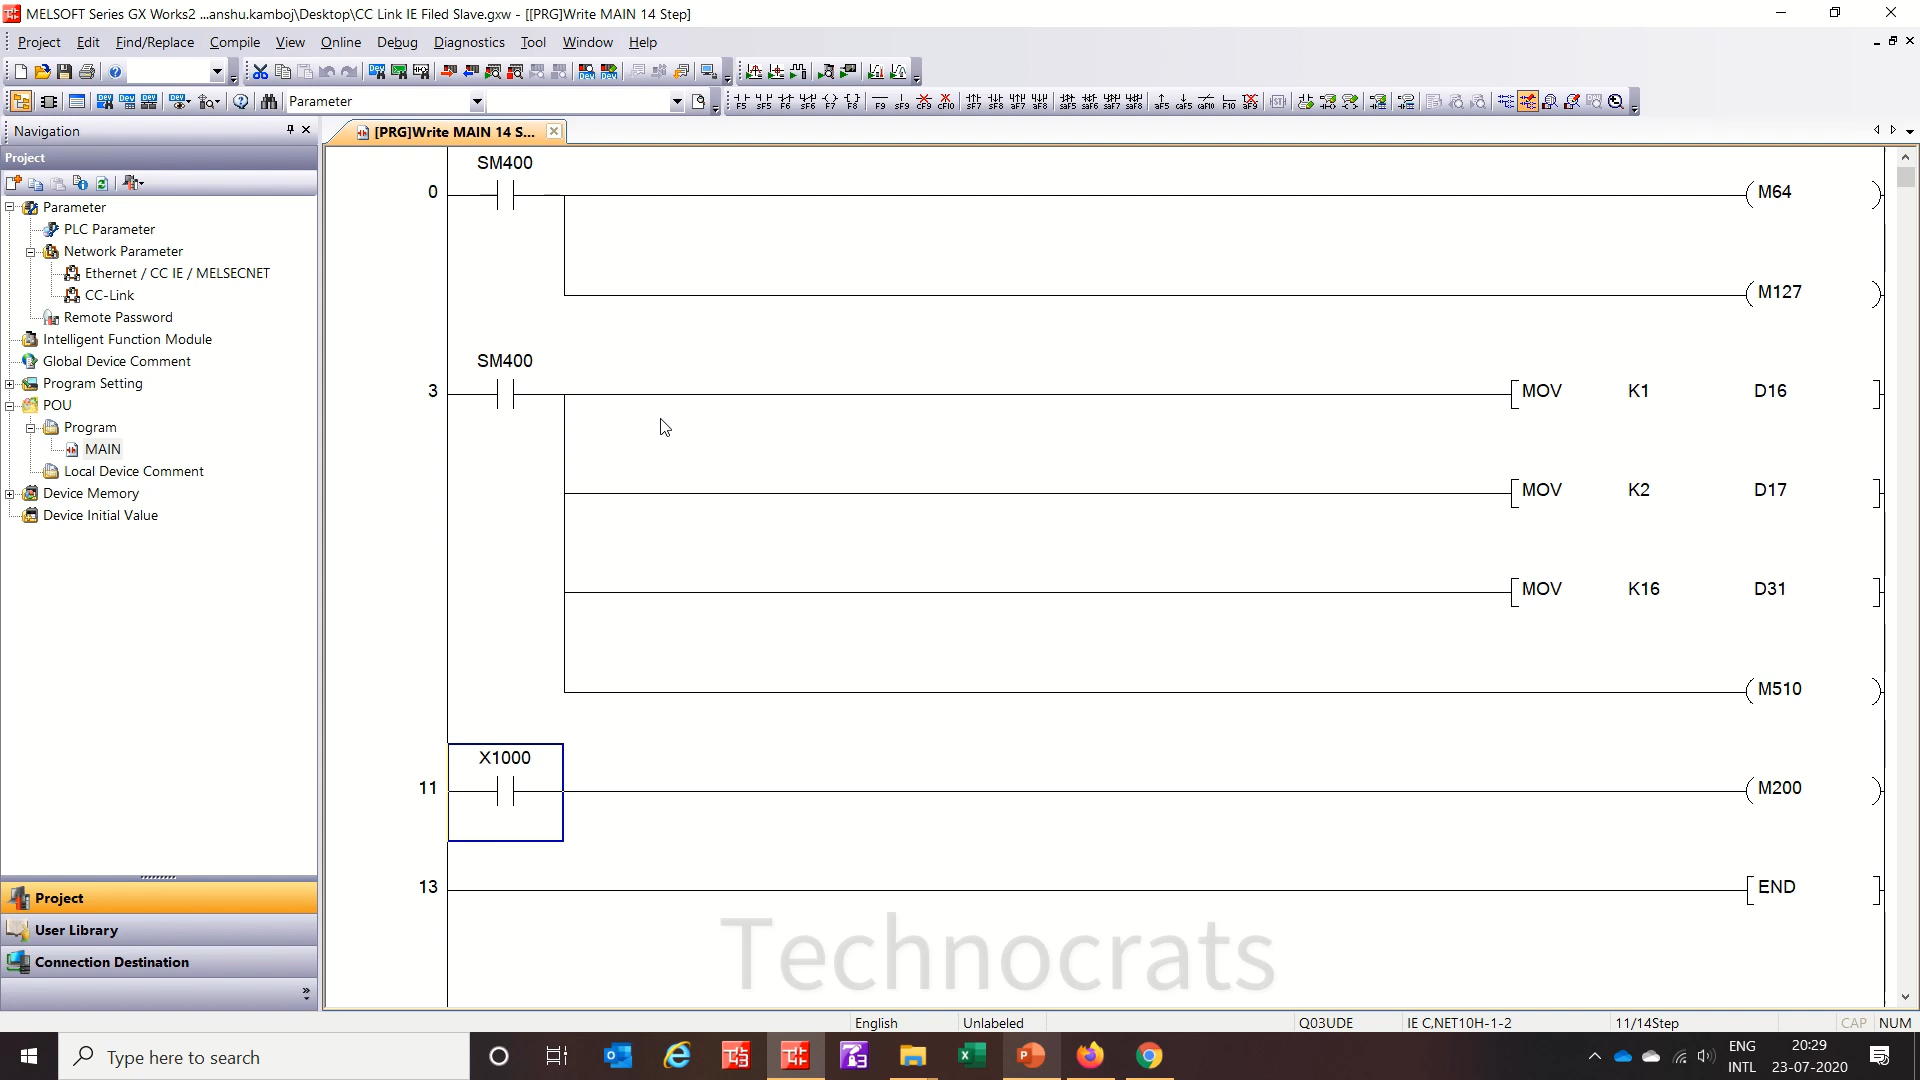 MELSOFT Series GX Works2 ...anshu.kamboj\Desktop\CC Link IE Filed Slave.gxw - [[PRG]Write MAIN 14 Step]
Project Edit Find/Replace Compile View Online Debug Diagnostics Tool Window Help
Parameter
Navigation
[PRG]Write MAIN 14 S...
Project
Parameter
PLC Parameter
Network Parameter
Ethernet / CC IE / MELSECNET
CC-Link
Remote Password
Intelligent Function Module
Global Device Comment
Program Setting
POU
Program
MAIN
Local Device Comment
Device Memory
Device Initial Value
Project
User Library
Connection Destination
SM400
0 M64
M127
SM400
3 MOV K1 D16
MOV K2 D17
MOV K16 D31
M510
X1000
11 M200
13 END
Technocrats
English Unlabeled Q03UDE IE C,NET10H-1-2 11/14Step CAP NUM
Type here to search
ENG
INTL
20:29
23-07-2020